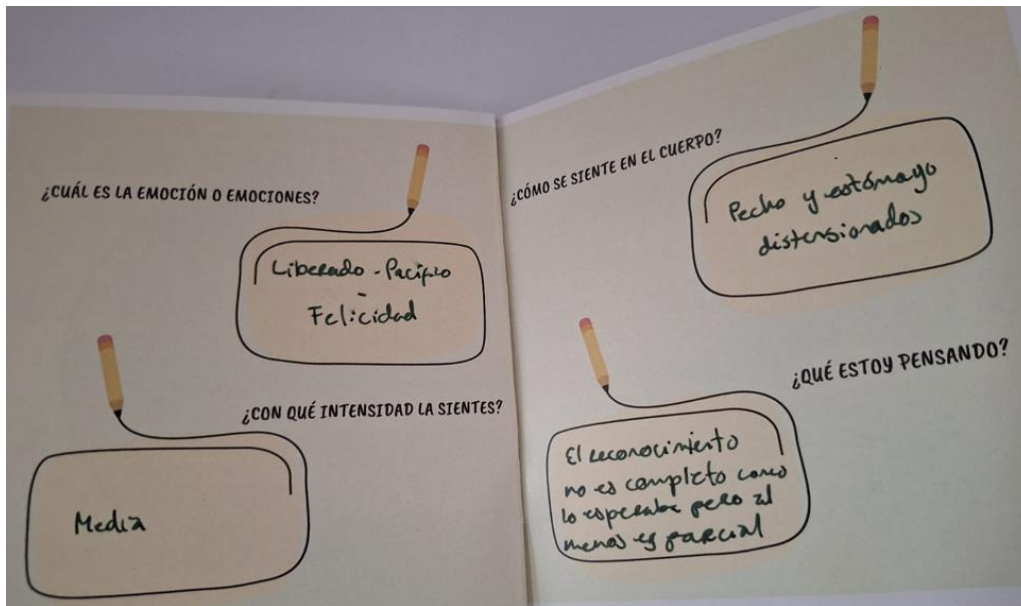 ¿CUÁL ES LA EMOCIÓN O EMOCIONES?
Liberado - Pacífico
-
Felicidad
¿CON QUÉ INTENSIDAD LA SIENTES?
Media
¿CÓMO SE SIENTE EN EL CUERPO?
Pecho y estómago
distensionados
¿QUÉ ESTOY PENSANDO?
El reconocimiento
no es completo como
lo esperaba pero al
menos es parcial